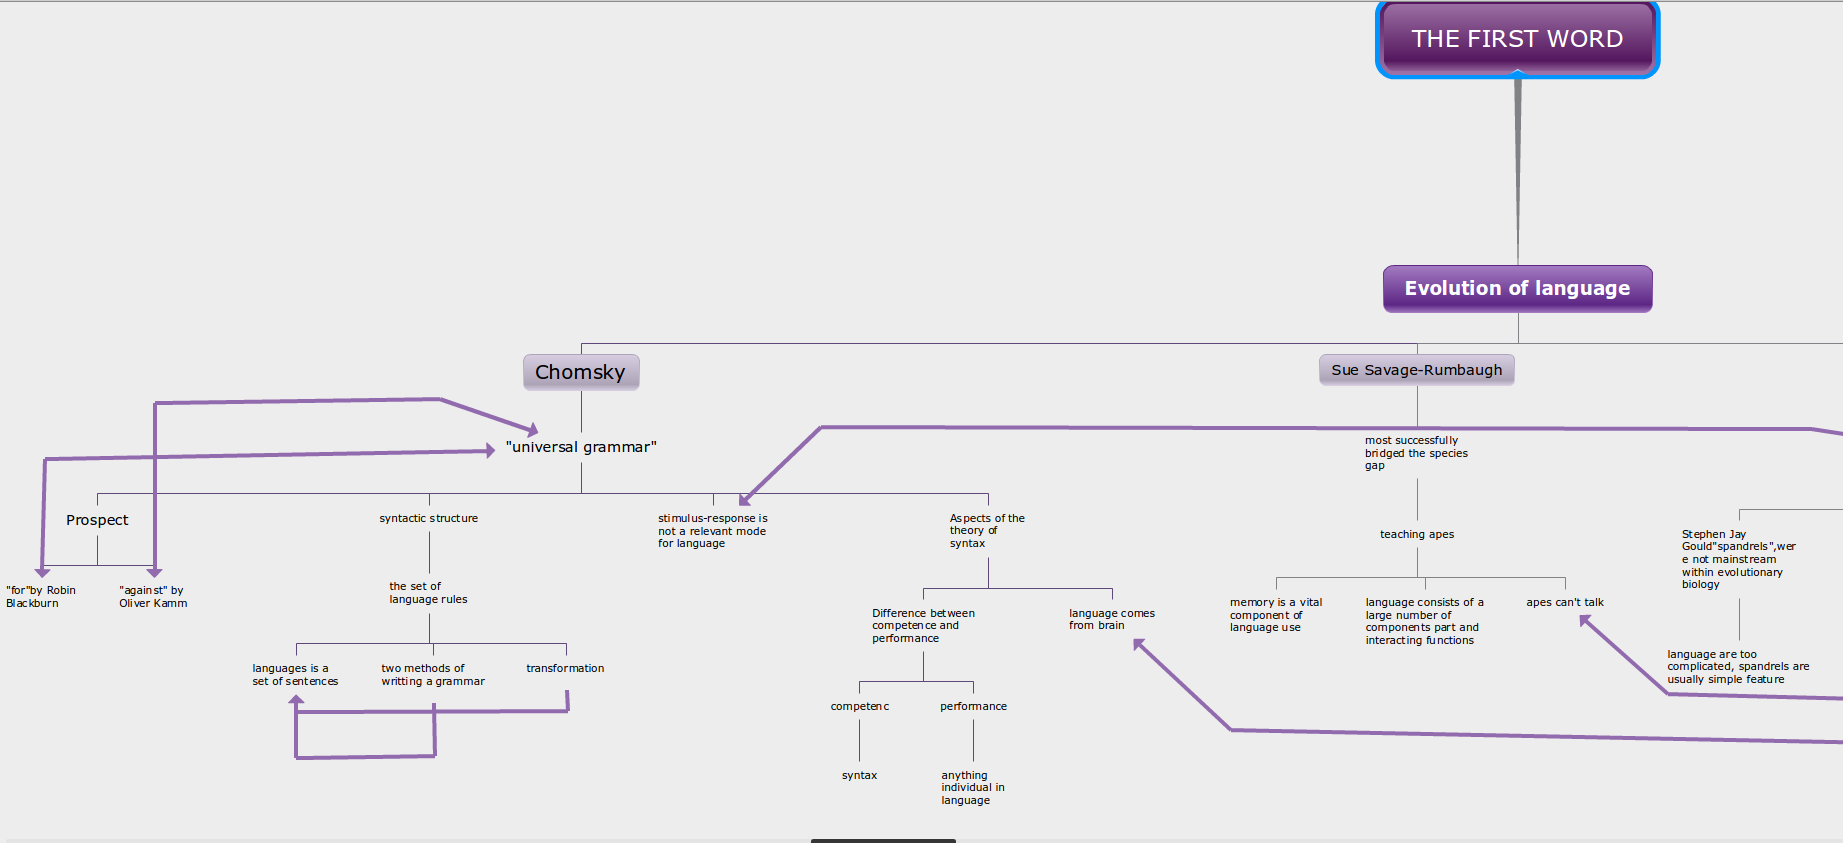 THE FIRST WORD
Evolution of language
Chomsky
Sue Savage-Rumbaugh
"universal grammar"
most successfully
bridged the species
gap
Prospect
syntactic structure
stimulus-response is
not a relevant mode
for language
Aspects of the
theory of
syntax
teaching apes
Stephen Jay
Gould"spandrels",wer
e not mainstream
within evolutionary
biology
"for"by Robin
Blackburn
"against" by
Oliver Kamm
the set of
language rules
Difference between
competence and
performance
language comes
from brain
memory is a vital
component of
language use
language consists of a
large number of
components part and
interacting functions
apes can't talk
languages is a
set of sentences
two methods of
writting a grammar
transformation
language are too
complicated, spandrels are
usually simple feature
competenc
performance
syntax
anything
individual in
language